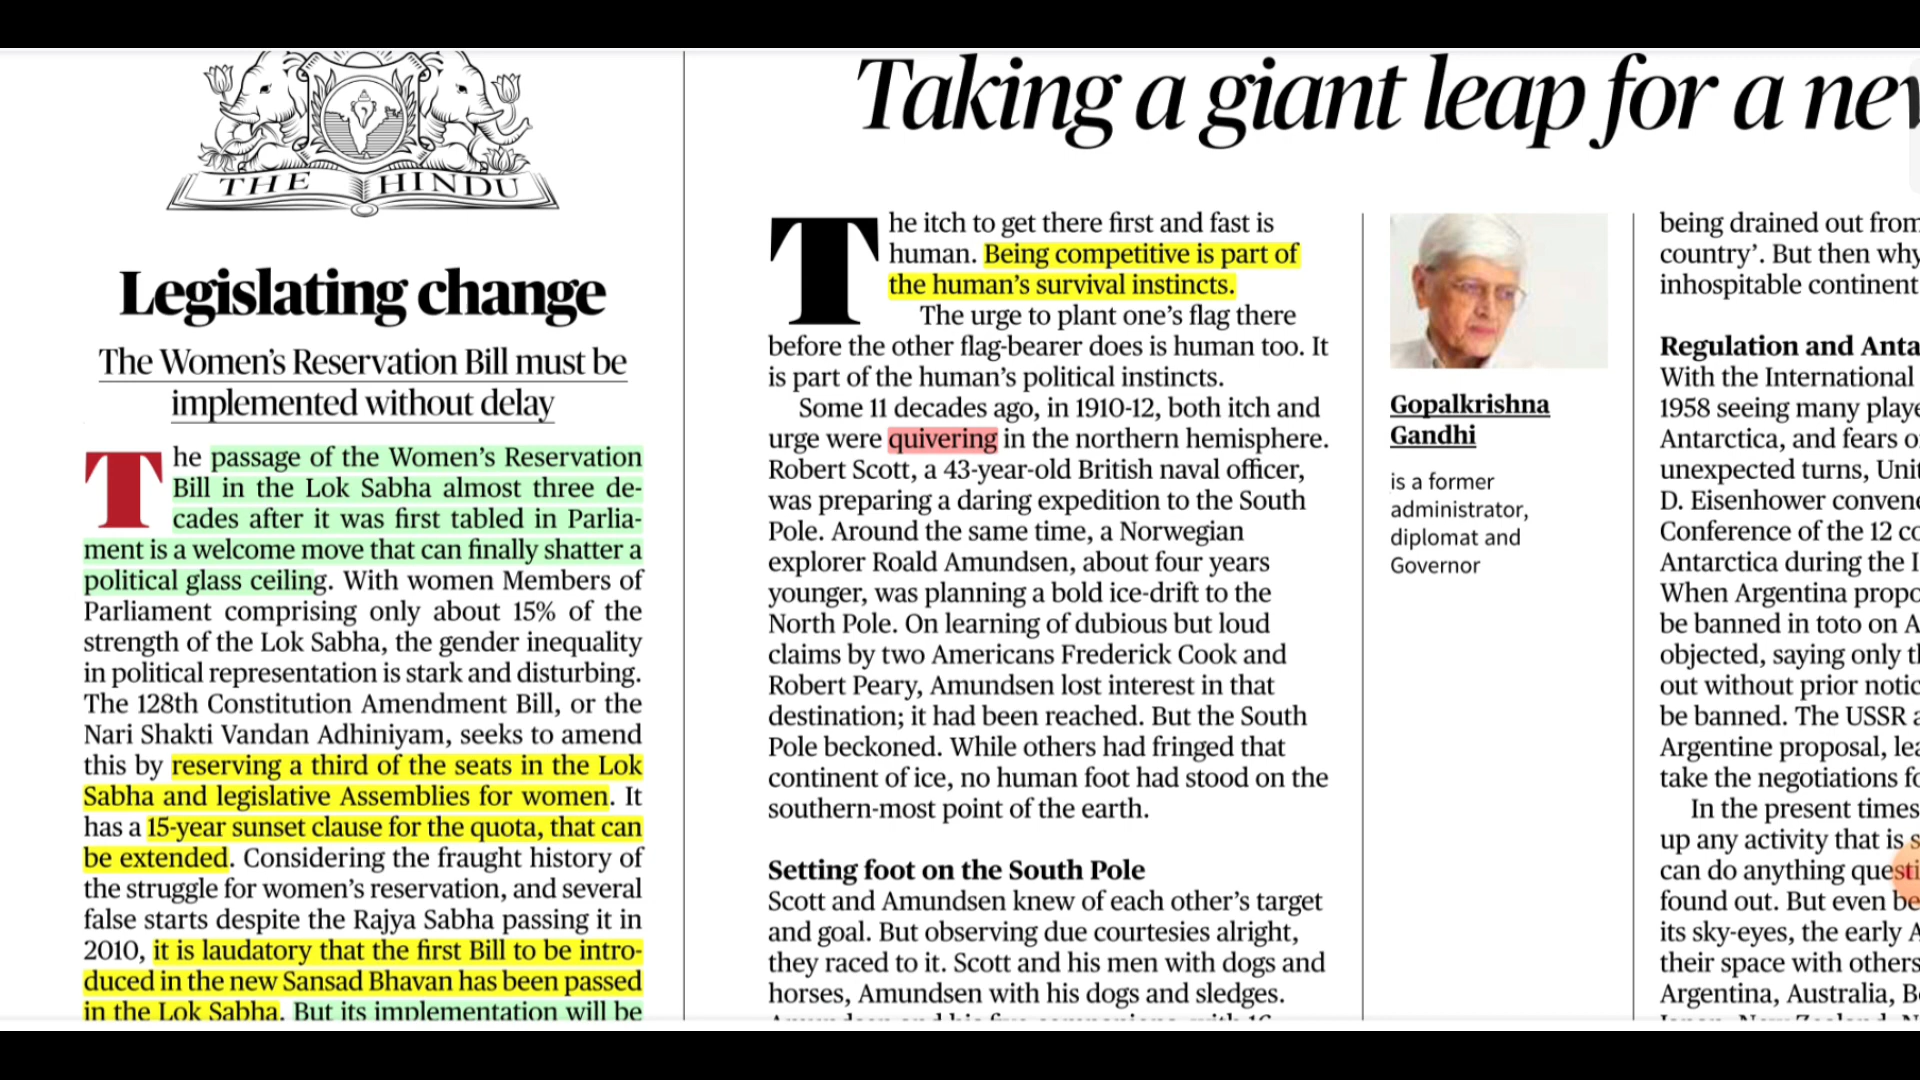 THE HINDU
Legislating change
The Women's Reservation Bill must be
implemented without delay
The passage of the Women's Reservation
Bill in the Lok Sabha almost three de-
cades after it was first tabled in Parlia-
ment is a welcome move that can finally shatter a
political glass ceiling. With women Members of
Parliament comprising only about 15% of the
strength of the Lok Sabha, the gender inequality
in political representation is stark and disturbing.
The 128th Constitution Amendment Bill, or the
Nari Shakti Vandan Adhiniyam, seeks to amend
this by reserving a third of the seats in the Lok
Sabha and legislative Assemblies for women. It
has a 15-year sunset clause for the quota, that can
be extended. Considering the fraught history of
the struggle for women's reservation, and several
false starts despite the Rajya Sabha passing it in
2010, it is laudatory that the first Bill to be intro-
duced in the new Sansad Bhavan has been passed
in the Lok Sabha. But its implementation will be
Taking a giant leap for a
The itch to get there first and fast is
human. Being competitive is part of
the human's survival instincts.
The urge to plant one's flag there
before the other flag-bearer does is human too. It
is part of the human's political instincts.
Some 11 decades ago, in 1910-12, both itch and
urge were quivering in the northern hemisphere.
Robert Scott, a 43-year-old British naval officer,
was preparing a daring expedition to the South
Pole. Around the same time, a Norwegian
explorer Roald Amundsen, about four years
younger, was planning a bold ice-drift to the
North Pole. On learning of dubious but loud
claims by two Americans Frederick Cook and
Robert Peary, Amundsen lost interest in that
destination; it had been reached. But the South
Pole beckoned. While others had fringed that
continent of ice, no human foot had stood on the
southern-most point of the earth.
Setting foot on the South Pole
Scott and Amundsen knew of each other's target
and goal. But observing due courtesies alright,
they raced to it. Scott and his men with dogs and
horses, Amundsen with his dogs and sledges.
Gopalkrishna
Gandhi
is a former
administrator,
diplomat and
Governor
being drained out from
country'. But then why
inhospitable continent
Regulation and
With the International
1958 seeing many
Antarctica, and fears
unexpected turns,
D. Eisenhower
Conference of the 12
Antarctica during the
When Argentina
be banned in toto on
objected, saying only
out without prior
be banned. The USSR
Argentine proposal,
take the negotiations
In the present times
up any activity that is
can do anything
found out. But even
its sky-eyes, the early
their space with others
Argentina, Australia,